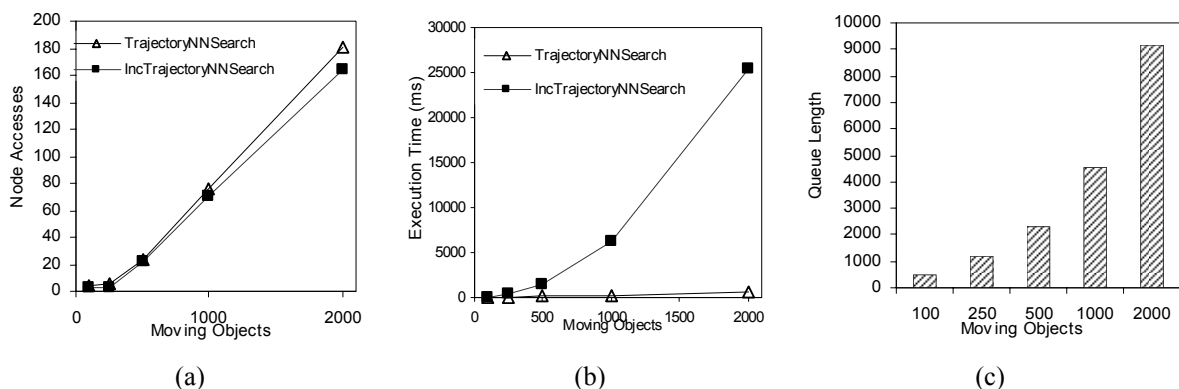 200
180
160
140
120
100
80
60
40
20
0
Node Accesses
TrajectoryNNSearch
IncTrajectoryNNSearch
0 1000 2000
Moving Objects
(a)
30000
25000
20000
15000
10000
5000
0
Execution Time (ms)
TrajectoryNNSearch
IncTrajectoryNNSearch
0 500 1000 1500 2000
Moving Objects
(b)
10000
9000
8000
7000
6000
5000
4000
3000
2000
1000
0
Queue Length
100 250 500 1000 2000
Moving Objects
(c)